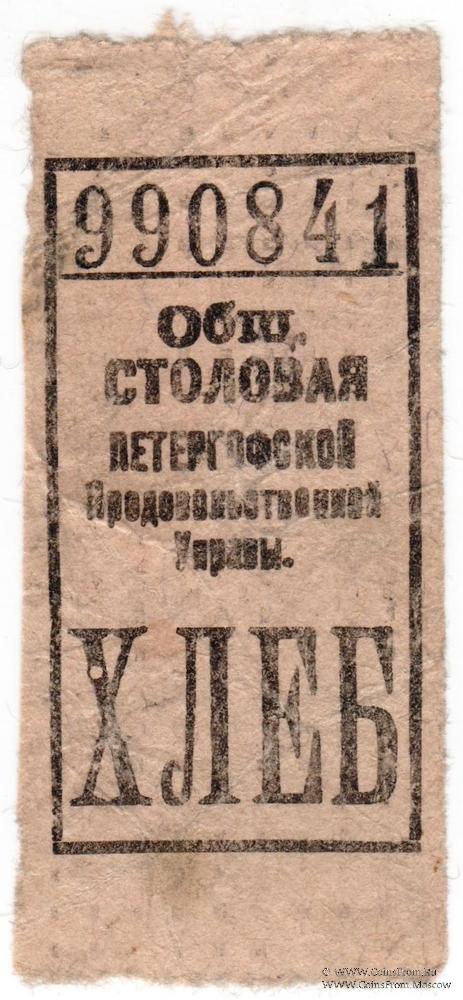 990841
Общ.
СТОЛОВАЯ
ПЕТЕРГОФСКОЙ
Продовольственной
Управы.
ХЛЕБ
© WWW.CoinsFrom.Ru
WWW.CoinsFrom.Moscow